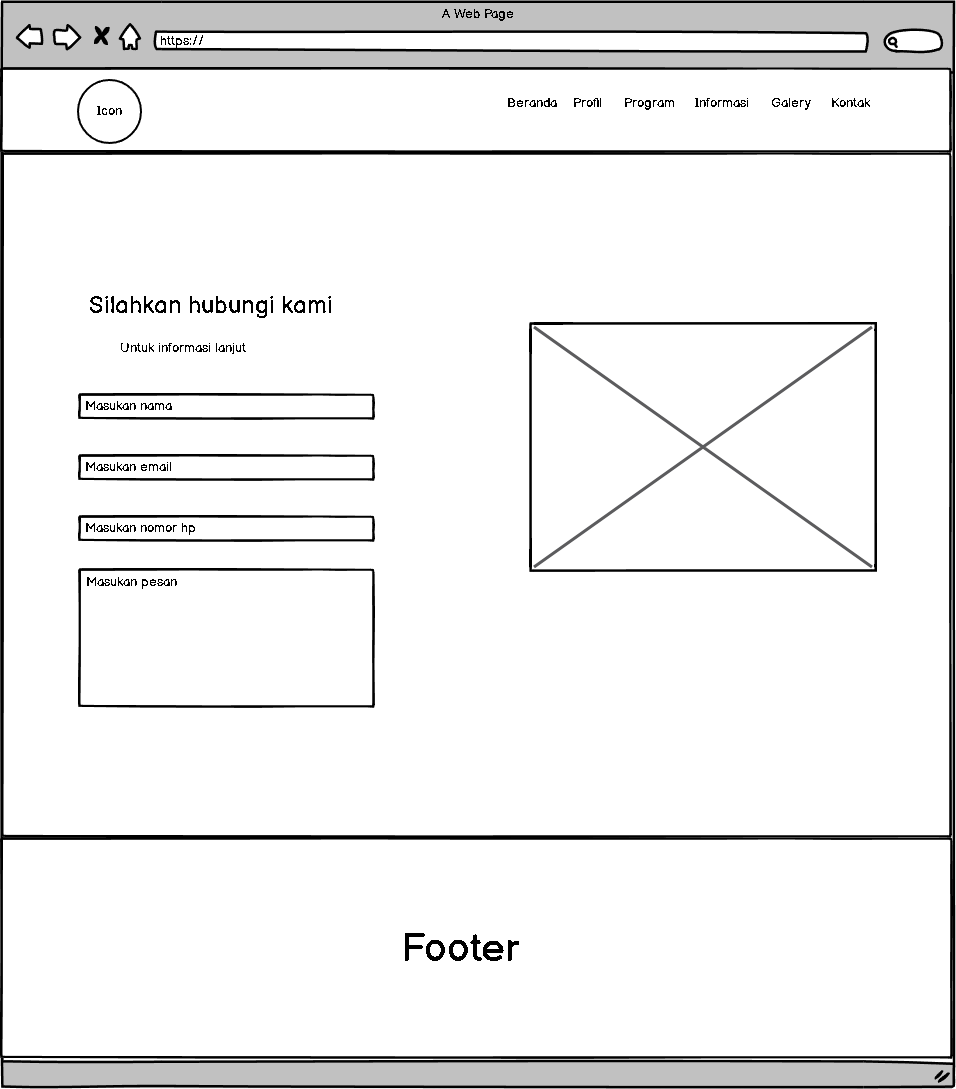 A Web Page
https://
Icon
Beranda Profil Program Informasi Galery Kontak
Silahkan hubungi kami
Untuk informasi lanjut
Masukan nama
Masukan email
Masukan nomor hp
Masukan pesan
Footer